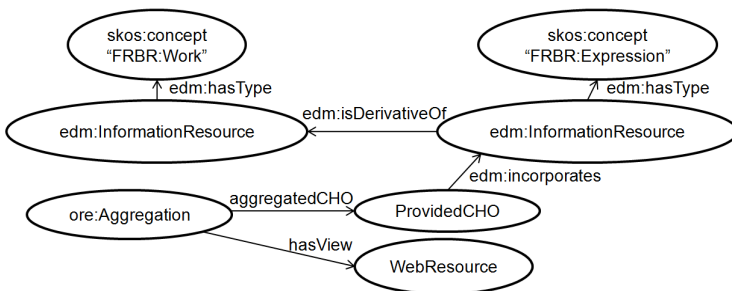 skos:concept
“FRBR:Work”
skos:concept
“FRBR:Expression”
edm:hasType
edm:hasType
edm:InformationResource
edm:isDerivativeOf
edm:InformationResource
edm:incorporates
ore:Aggregation
aggregatedCHO
ProvidedCHO
hasView
WebResource